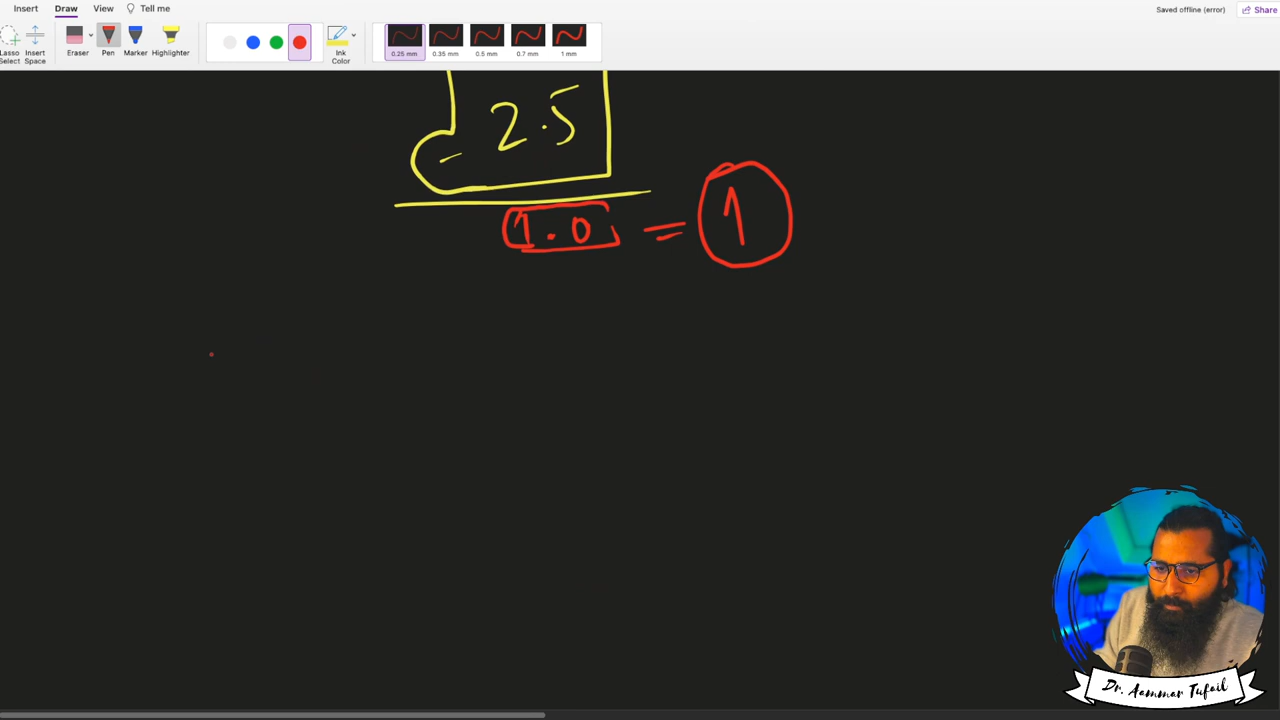 Insert Draw View Tell me
Saved offline (error) Share
Lasso Select
Insert Space
Eraser
Pen
Marker
Highlighter
Ink Color
0.25 mm 0.35 mm 0.5 mm 0.7 mm 1 mm
- 2.5
1.0 = 1
Dr. Aammar Tufail